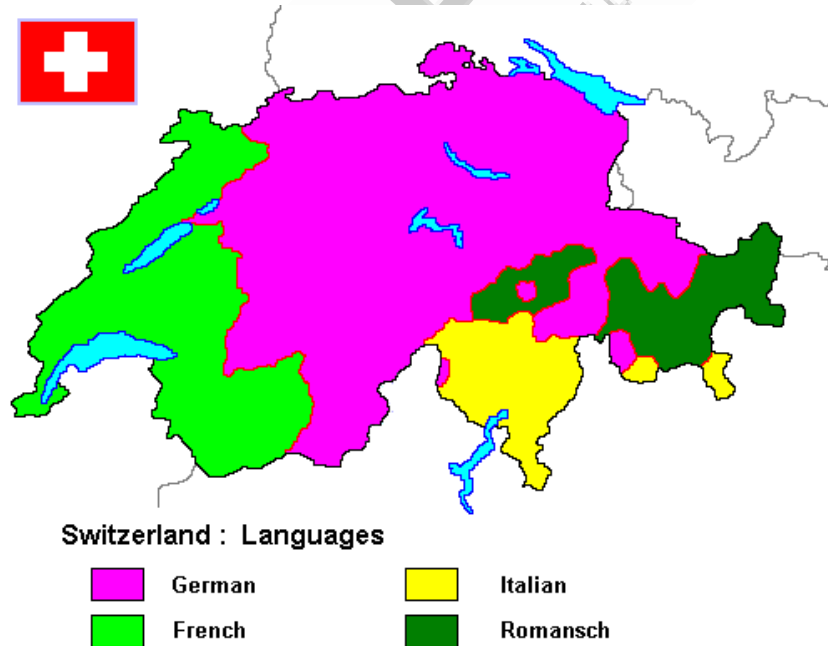 Switzerland : Languages
German
Italian
French
Romansch